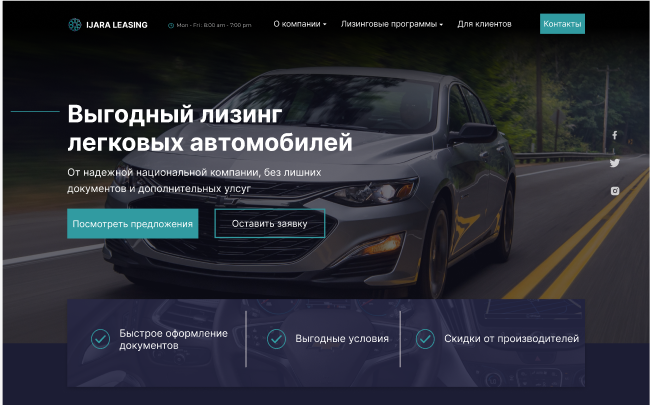 IJARA LEASING
Mon - Fri: 8:00 am - 7:00 pm.
О компании
Лизинговые программы
Для клиентов
Контакты
Выгодный лизинг
легковых автомобилей
От надежной национальной компании, без лишних
документов и дополнительных улсуг
Посмотреть предложения
Оставить заявку
Быстрое оформление
документов
Выгодные условия
Скидки от производителей